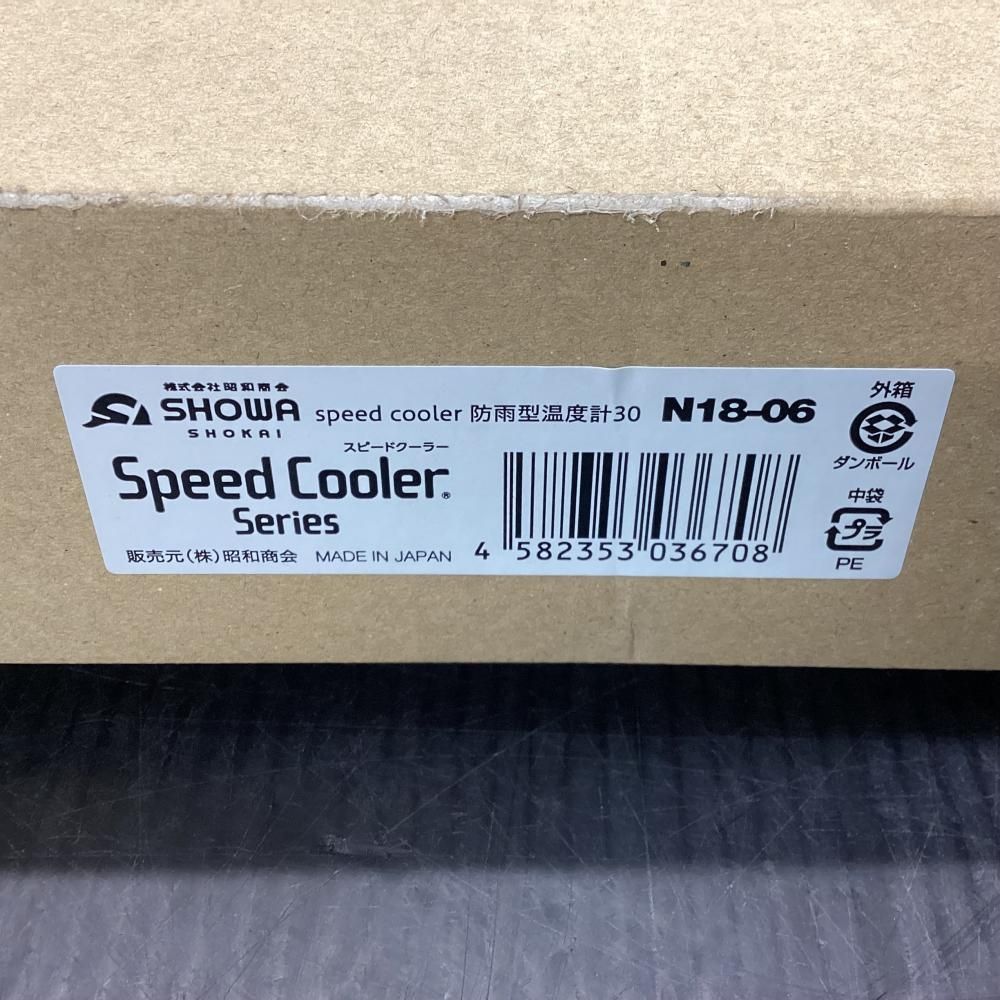 株式会社昭和商会
SHOWA
SHOKAI
speed cooler 防雨型温度計30 N18-06
スピードクーラー
Speed Cooler®
Series
販売元(株)昭和商会 MADE IN JAPAN
4 582353 036708
外箱
ダンボール
中袋
プラ
PE